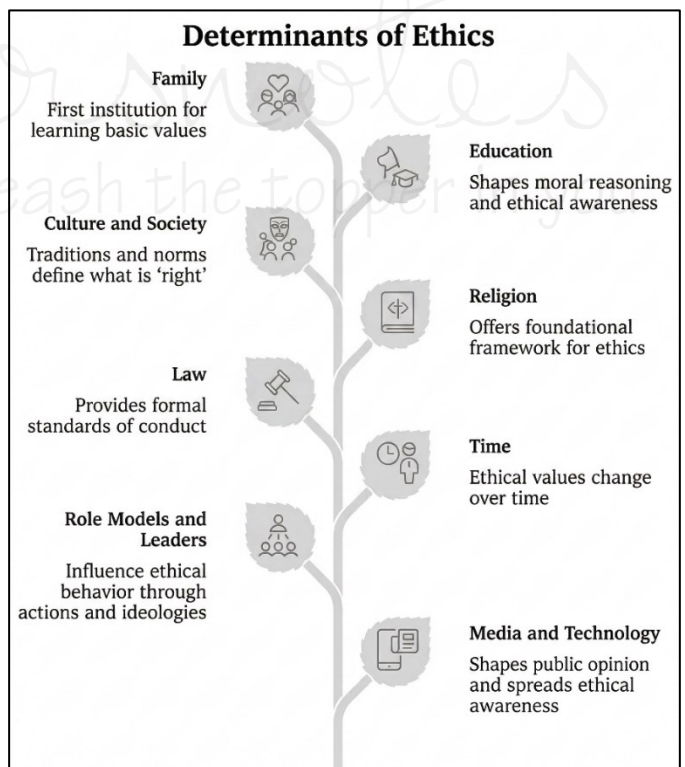 Determinants of Ethics
Family
First institution for
learning basic values
Education
Shapes moral reasoning
and ethical awareness
Culture and Society
Traditions and norms
define what is ‘right’
Religion
Offers foundational
framework for ethics
Law
Provides formal
standards of conduct
Time
Ethical values change
over time
Role Models and
Leaders
Influence ethical
behavior through
actions and ideologies
Media and Technology
Shapes public opinion
and spreads ethical
awareness